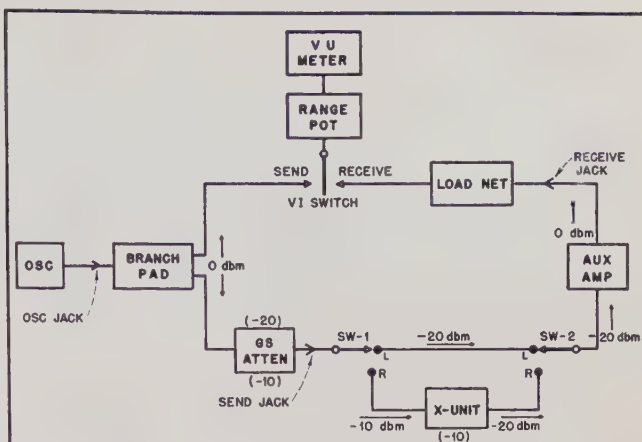 V U
METER
RANGE
POT
SEND
RECEIVE
VI SWITCH
LOAD NET
RECEIVE
JACK
OSC
BRANCH
PAD
0 dbm
0 dbm
AUX
AMP
OSC JACK
(-20)
GS
ATTEN
(-10)
SEND JACK
SW-1
L
-20 dbm
L
SW-2
-20 dbm
R
R
-10 dbm
X-UNIT
-20 dbm
(-10)